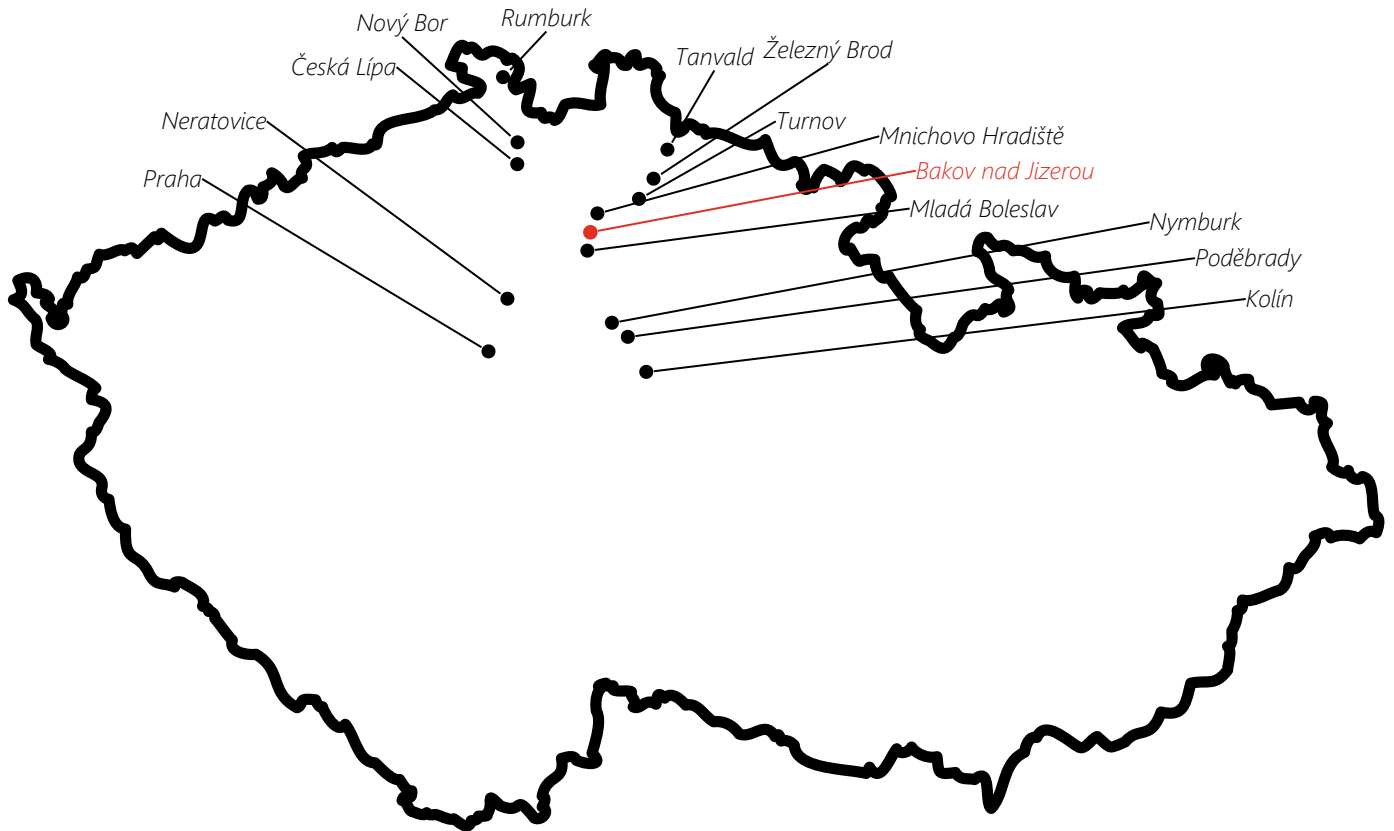 Rumburk
Nový Bor
Železný Brod
Tanvald
Česká Lípa
Neratovice
Turnov
Mnichovo Hradiště
Bakov nad Jizerou
Praha
Mladá Boleslav
Nymburk
Poděbrady
Kolín